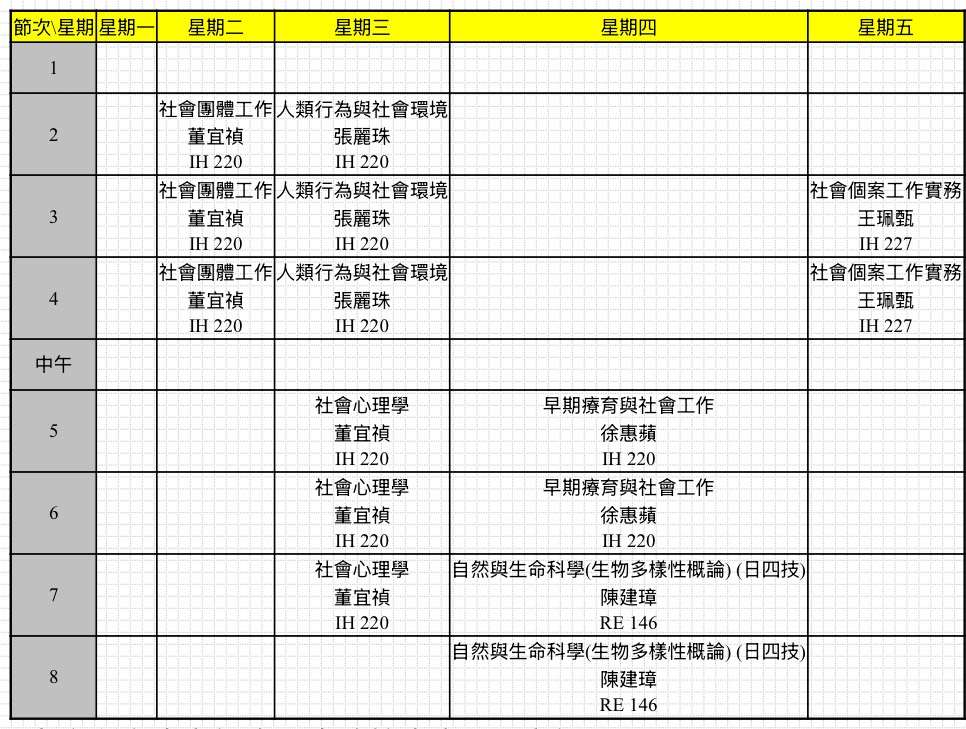 節次\星期 星期一 星期二 星期三 星期四 星期五
1
2
社會團體工作
董宜禎
IH 220
人類行為與社會環境
張麗珠
IH 220
3
社會團體工作
董宜禎
IH 220
人類行為與社會環境
張麗珠
IH 220
社會個案工作實務
王珮甄
IH 227
4
社會團體工作
董宜禎
IH 220
人類行為與社會環境
張麗珠
IH 220
社會個案工作實務
王珮甄
IH 227
中午
5
社會心理學
董宜禎
IH 220
早期療育與社會工作
徐惠蘋
IH 220
6
社會心理學
董宜禎
IH 220
早期療育與社會工作
徐惠蘋
IH 220
7
社會心理學
董宜禎
IH 220
自然與生命科學(生物多樣性概論) (日四技)
陳建璋
RE 146
8
自然與生命科學(生物多樣性概論) (日四技)
陳建璋
RE 146